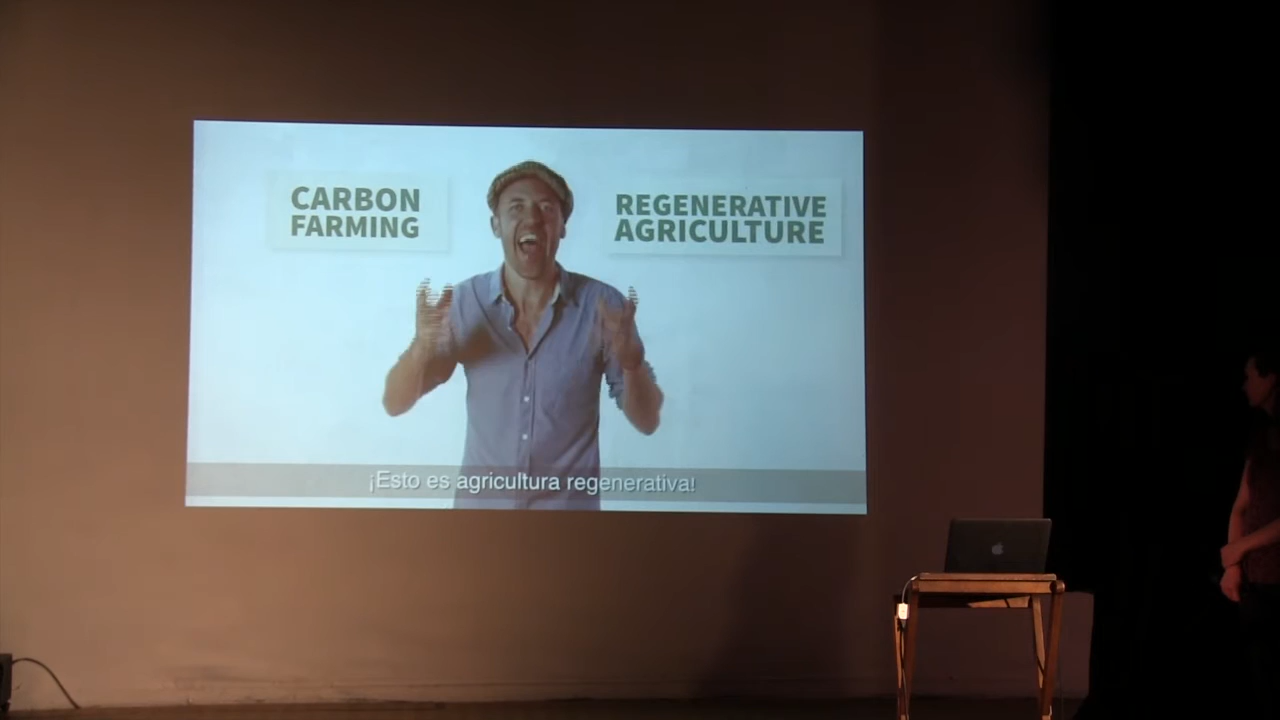 CARBON
FARMING
REGENERATIVE
AGRICULTURE
¡Esto es agricultura regenerativa!